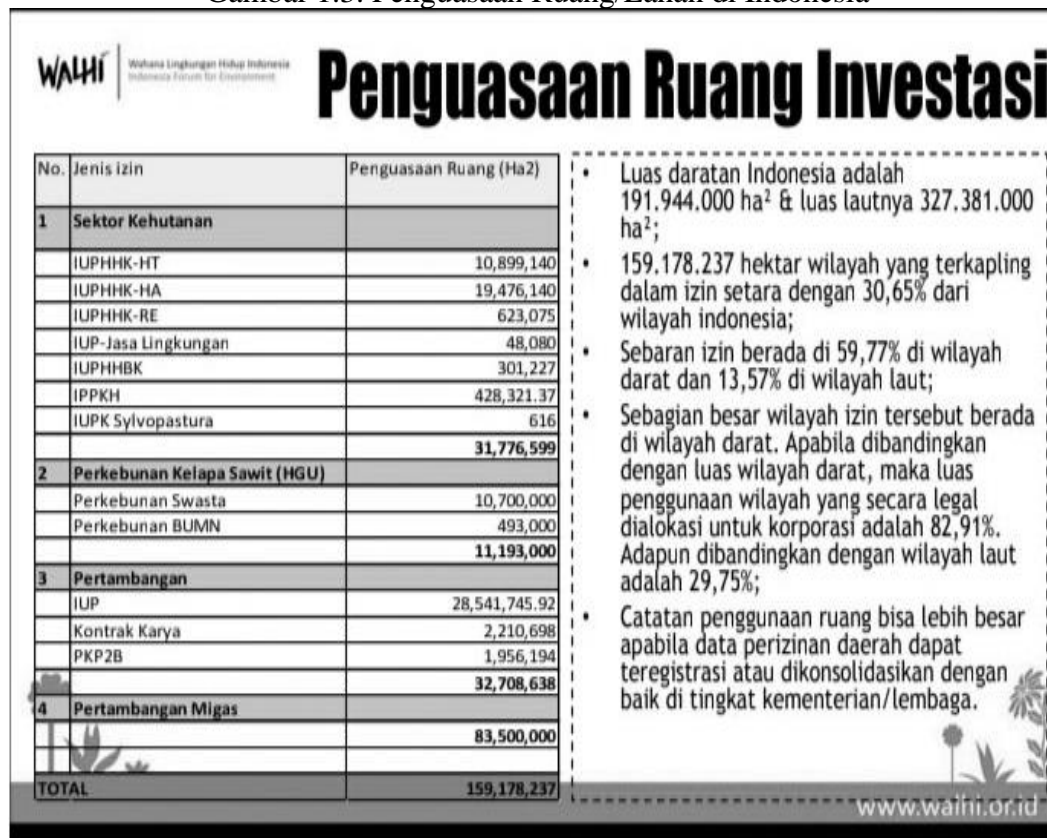 Gambar 1.3. Penguasaan Ruang/Lahan di Indonesia
WALHI
Wahana Lingkungan Hidup Indonesia
Indonesia Forum for Environment
Penguasaan Ruang Investasi
No. Jenis izin Penguasaan Ruang (Ha2)
1 Sektor Kehutanan
IUPHHK-HT 10,899,140
IUPHHK-HA 19,476,140
IUPHHK-RE 623,075
IUP-Jasa Lingkungan 48,080
IUPHHBK 301,227
IPPKH 428,321.37
IUPK Sylvopastura 616
31,776,599
2 Perkebunan Kelapa Sawit (HGU)
Perkebunan Swasta 10,700,000
Perkebunan BUMN 493,000
11,193,000
3 Pertambangan
IUP 28,541,745.92
Kontrak Karya 2,210,698
PKP2B 1,956,194
32,708,638
4 Pertambangan Migas
83,500,000
TOTAL 159,178,237
• Luas daratan Indonesia adalah
191.944.000 ha² & luas lautnya 327.381.000
ha²;
• 159.178.237 hektar wilayah yang terkapling
dalam izin setara dengan 30,65% dari
wilayah indonesia;
• Sebaran izin berada di 59,77% di wilayah
darat dan 13,57% di wilayah laut;
• Sebagian besar wilayah izin tersebut berada
di wilayah darat. Apabila dibandingkan
dengan luas wilayah darat, maka luas
penggunaan wilayah yang secara legal
dialokasi untuk korporasi adalah 82,91%.
Adapun dibandingkan dengan wilayah laut
adalah 29,75%;
• Catatan penggunaan ruang bisa lebih besar
apabila data perizinan daerah dapat
teregistrasi atau dikonsolidasikan dengan
baik di tingkat kementerian/lembaga.
www.walhi.or.id